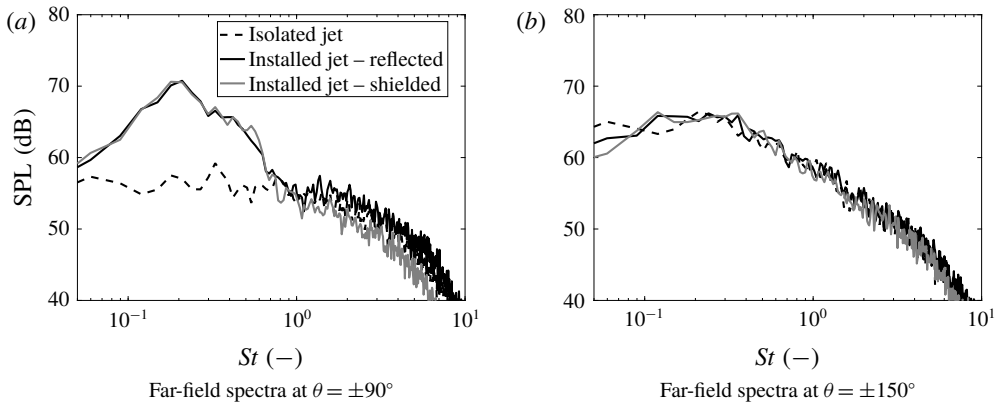 (a)
80
70
60
50
40
SPL (dB)
Isolated jet
Installed jet – reflected
Installed jet – shielded
10⁻¹
10⁰
10¹
St (–)
Far-field spectra at θ = ±90°
(b)
80
70
60
50
40
10⁻¹
10⁰
10¹
St (–)
Far-field spectra at θ = ±150°